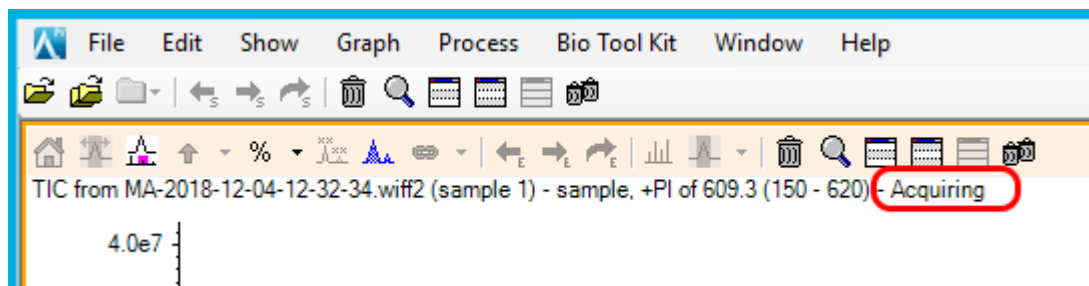 File Edit Show Graph Process Bio Tool Kit Window Help
%
TIC from MA-2018-12-04-12-32-34.wiff2 (sample 1) - sample, +PI of 609.3 (150 - 620) - Acquiring
4.0e7